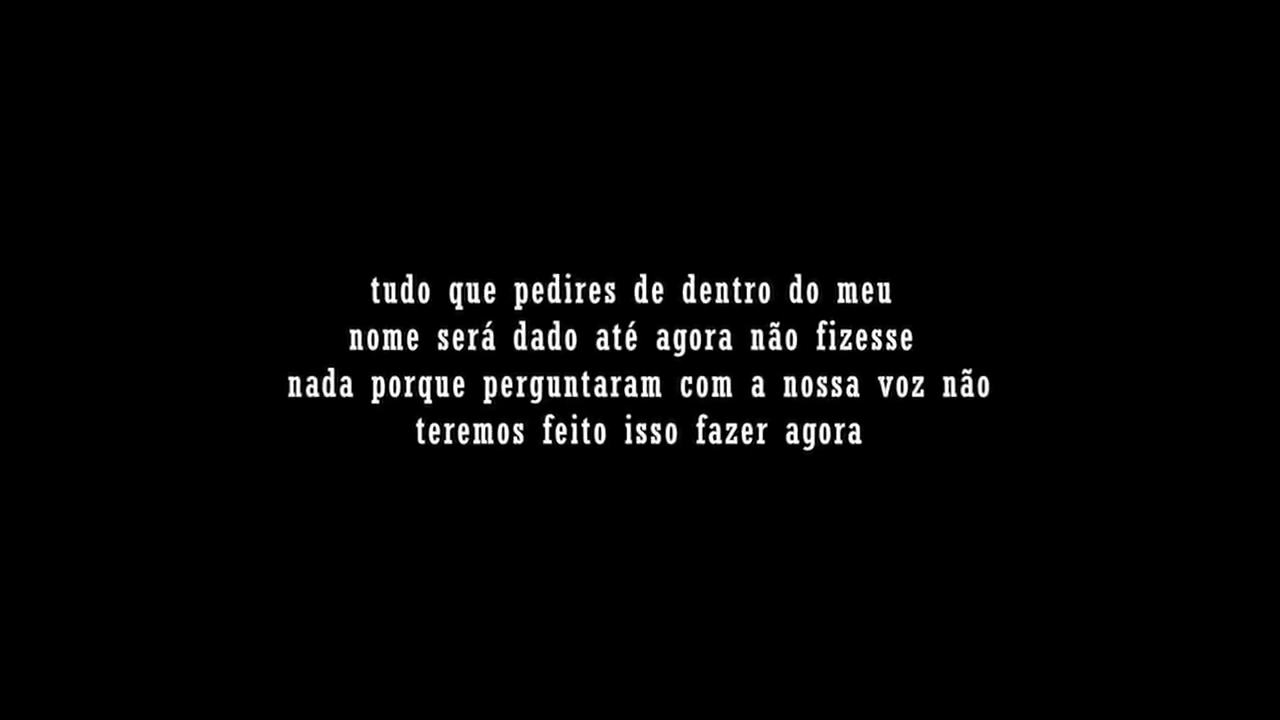 tudo que pedires de dentro do meu
nome será dado até agora não fizesse
nada porque perguntaram com a nossa voz não
teremos feito isso fazer agora